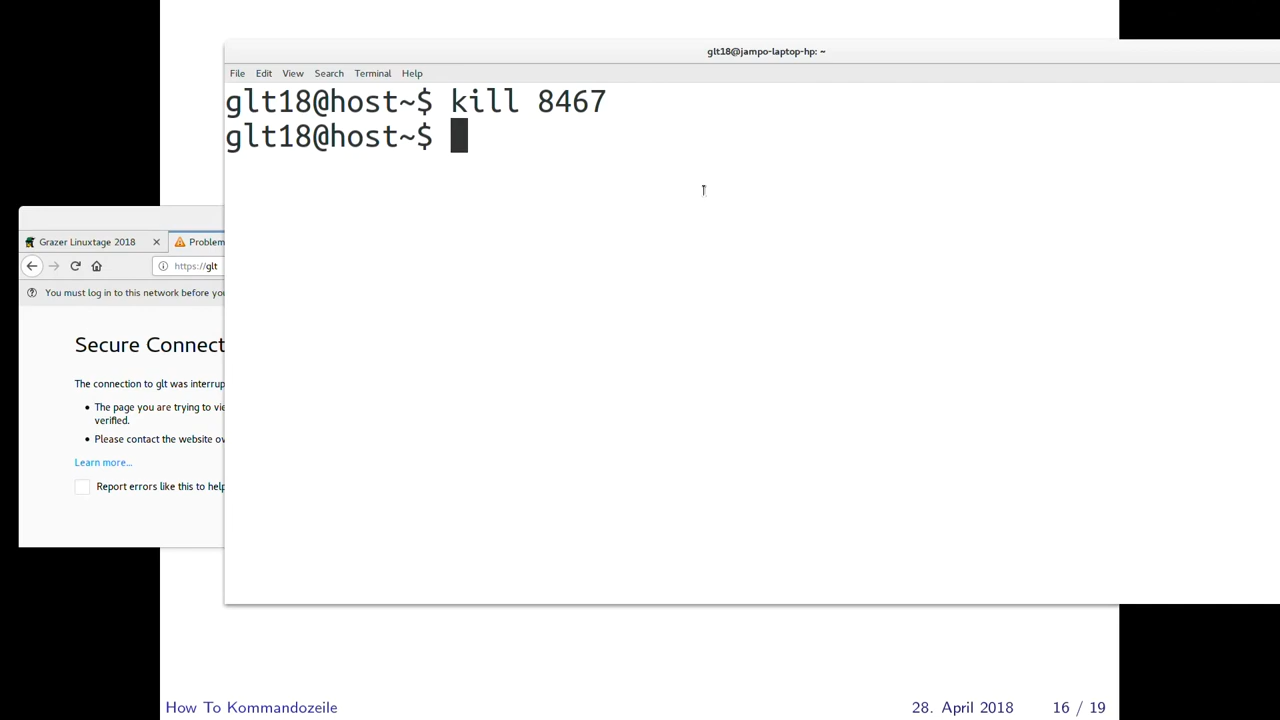 glt18@jampo-laptop-hp: ~
File Edit View Search Terminal Help
glt18@host~$ kill 8467
glt18@host~$
Grazer Linuxtage 2018
Problem
https://glt
You must log in to this network before you
Secure Connect
The connection to glt was interrup
The page you are trying to vie
verified.
Please contact the website ow
Learn more...
Report errors like this to help
How To Kommandozeile 28. April 2018 16 / 19